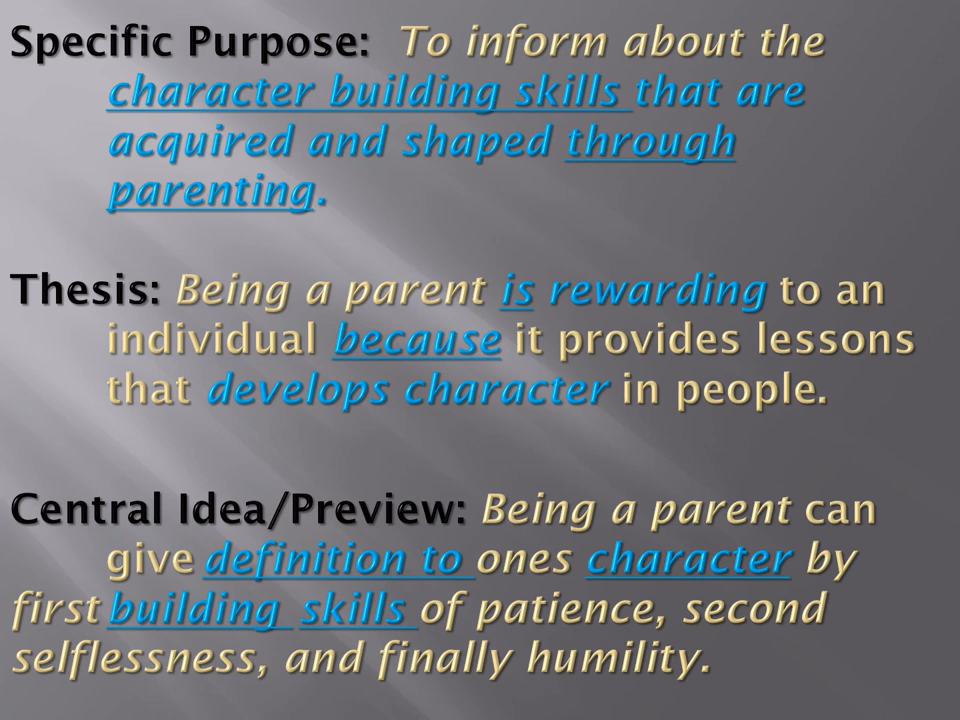 Specific Purpose: To inform about the
character building skills that are
acquired and shaped through
parenting.
Thesis: Being a parent is rewarding to an
individual because it provides lessons
that develops character in people.
Central Idea/Preview: Being a parent can
give definition to ones character by
first building skills of patience, second
selflessness, and finally humility.